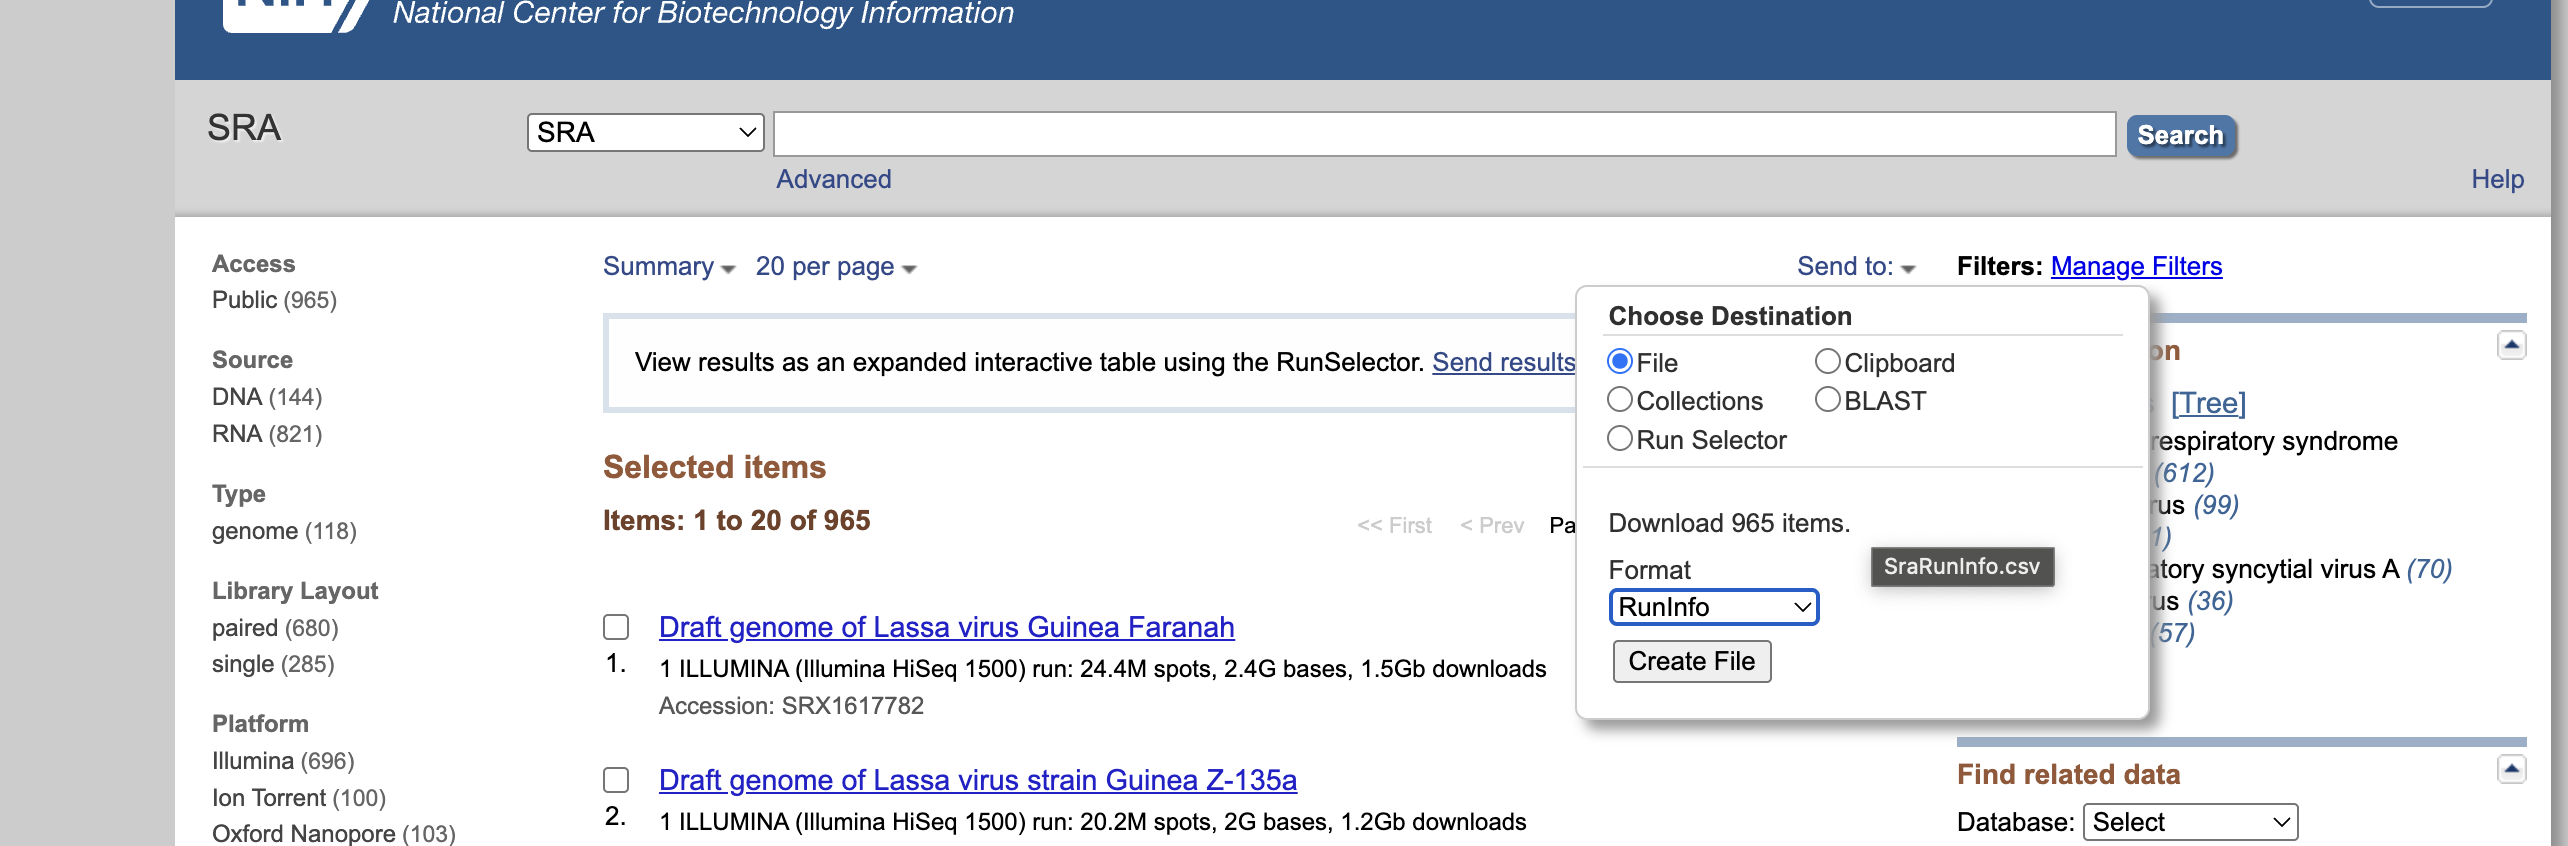 National Center for Biotechnology Information
SRA
SRA
Search
Advanced
Help
Access
Public (965)
Source
DNA (144)
RNA (821)
Type
genome (118)
Library Layout
paired (680)
single (285)
Platform
Illumina (696)
Ion Torrent (100)
Oxford Nanopore (103)
Summary
20 per page
Send to:
View results as an expanded interactive table using the RunSelector. Send results
Selected items
Items: 1 to 20 of 965
<< First
< Prev
Pa
Draft genome of Lassa virus Guinea Faranah
1.
1 ILLUMINA (Illumina HiSeq 1500) run: 24.4M spots, 2.4G bases, 1.5Gb downloads
Accession: SRX1617782
Draft genome of Lassa virus strain Guinea Z-135a
2.
1 ILLUMINA (Illumina HiSeq 1500) run: 20.2M spots, 2G bases, 1.2Gb downloads
Choose Destination
File
Clipboard
Collections
BLAST
Run Selector
Download 965 items.
Format
SraRunInfo.csv
RunInfo
Create File
Filters: Manage Filters
on
[Tree]
respiratory syndrome
(612)
rus (99)
1)
atory syncytial virus A (70)
us (36)
(57)
Find related data
Database: Select